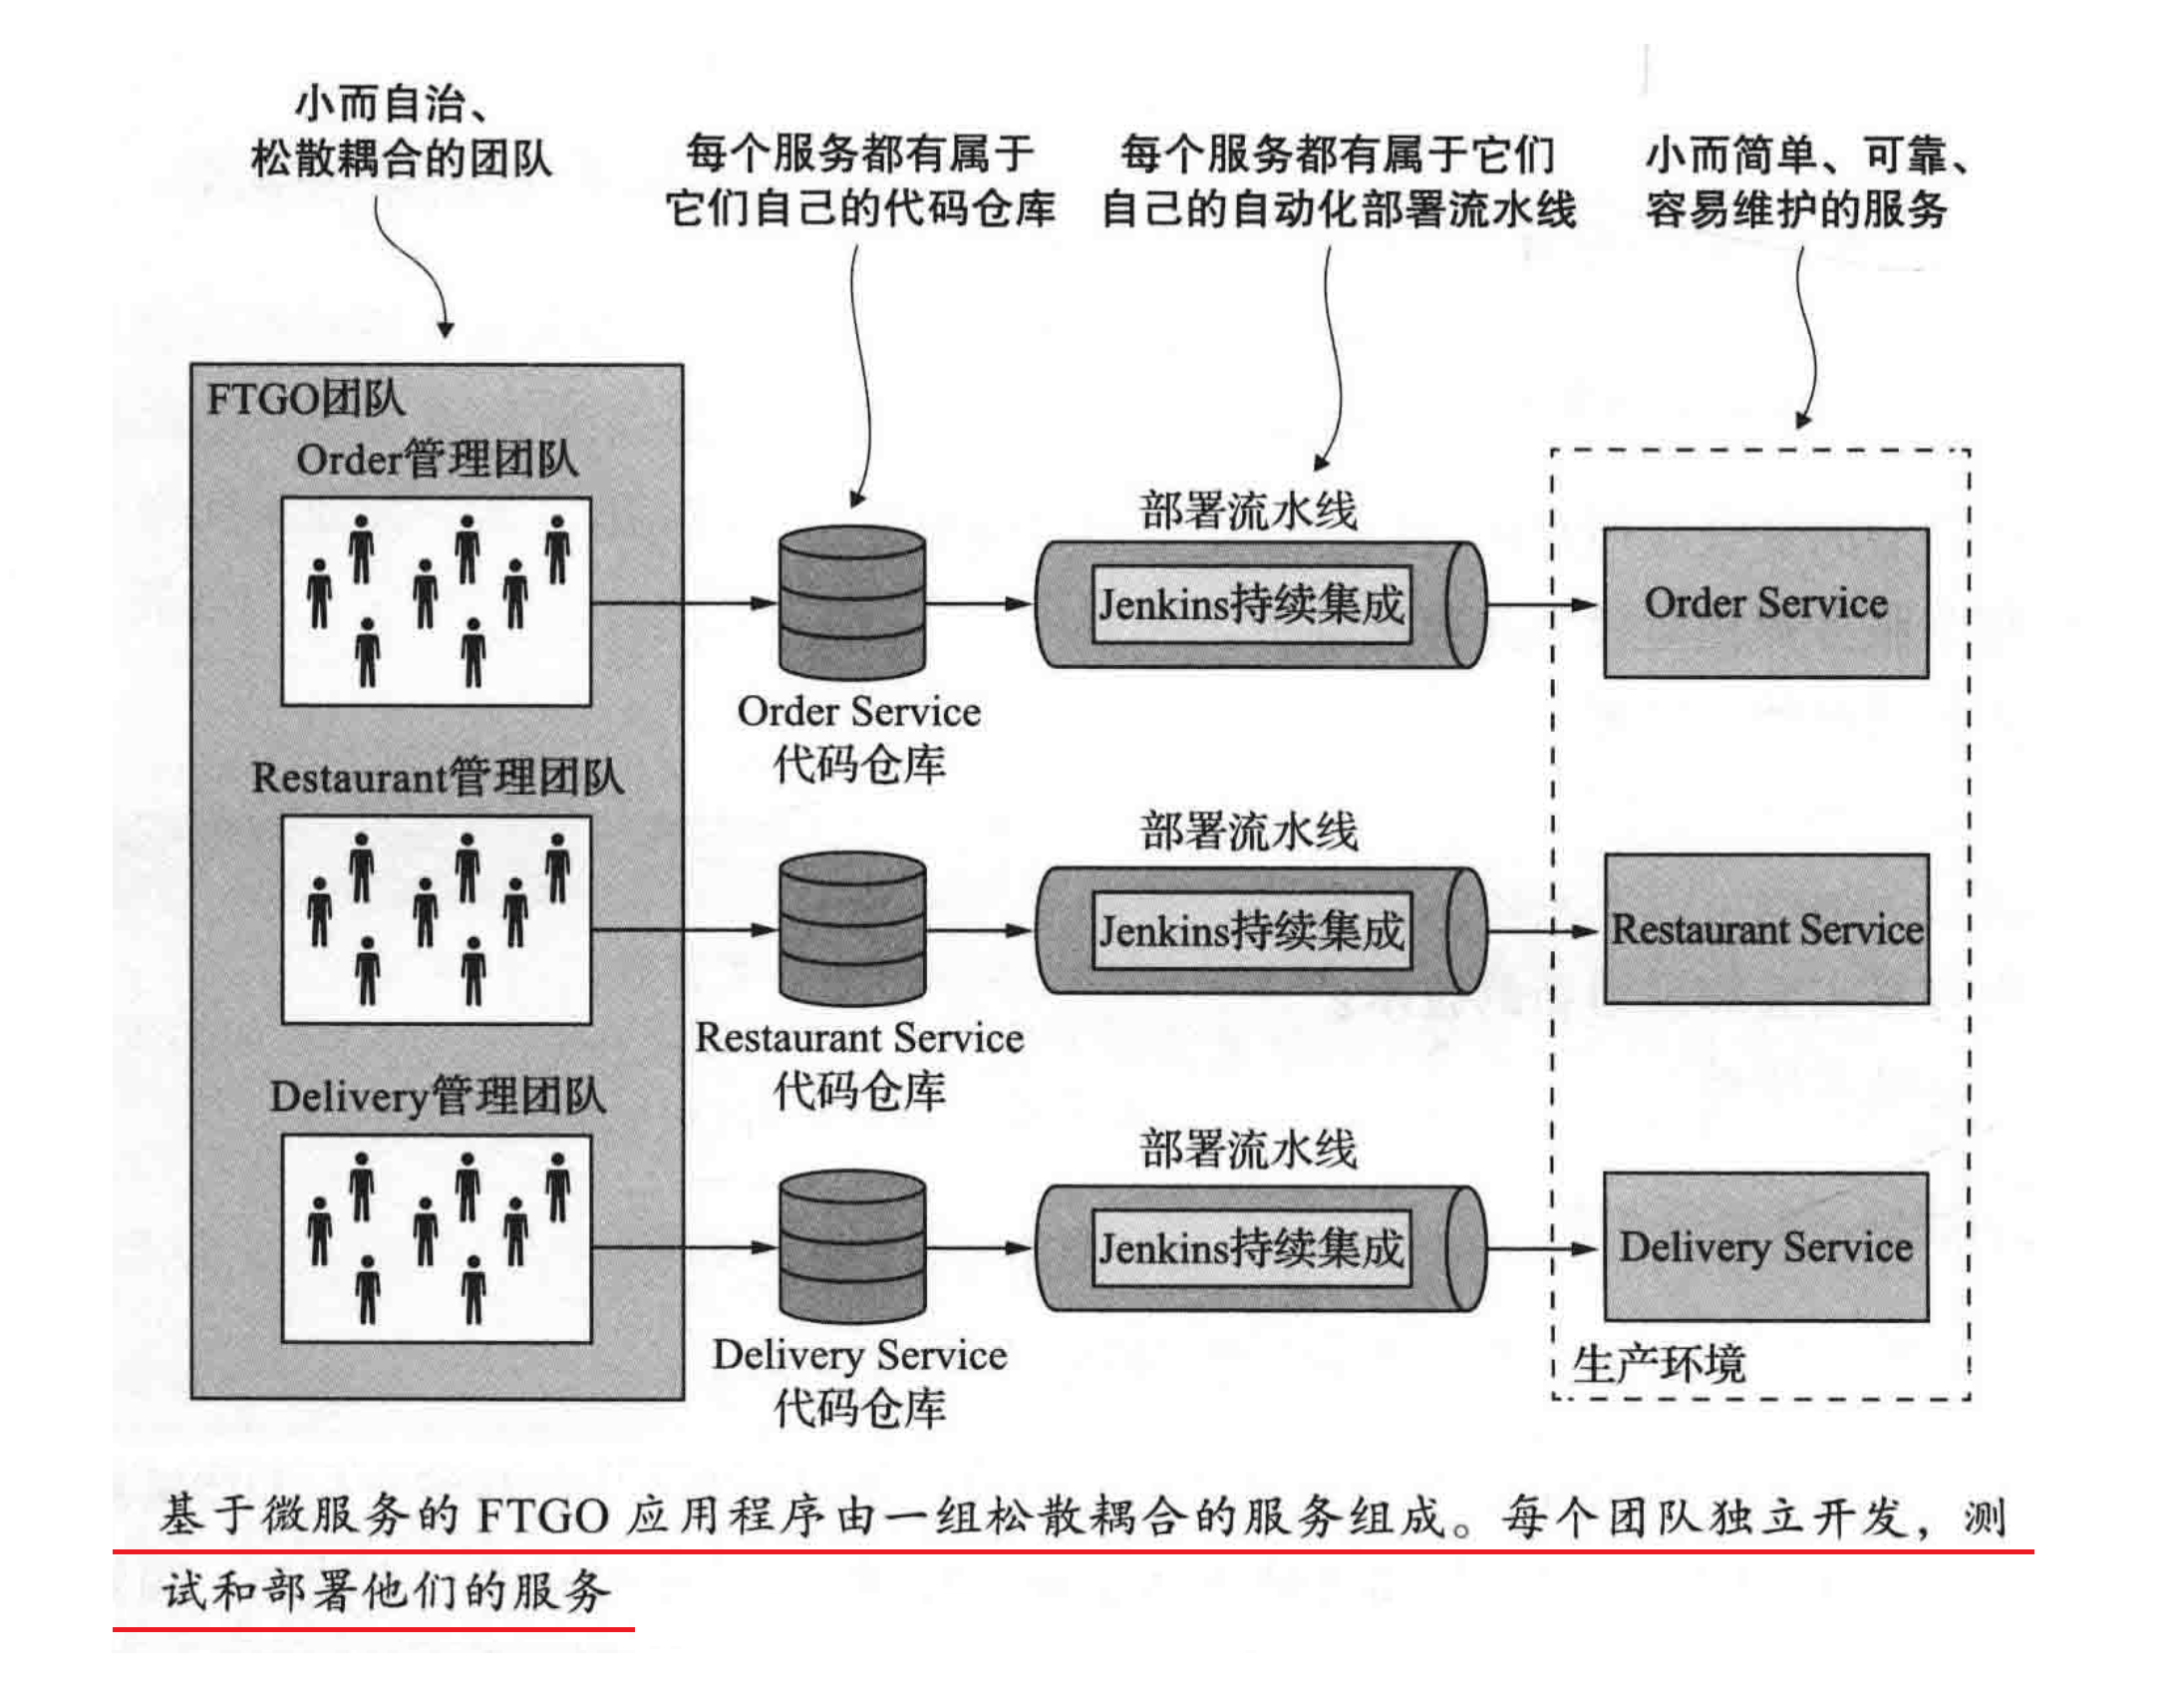 小而自治、
松散耦合的团队
每个服务都有属于
它们自己的代码仓库
每个服务都有属于它们
自己的自动化部署流水线
小而简单、可靠、
容易维护的服务
FTGO团队
Order管理团队
部署流水线
Jenkins持续集成
Order Service
Order Service
代码仓库
Restaurant管理团队
部署流水线
Jenkins持续集成
Restaurant Service
Restaurant Service
代码仓库
Delivery管理团队
部署流水线
Jenkins持续集成
Delivery Service
Delivery Service
代码仓库
生产环境
基于微服务的 FTGO 应用程序由一组松散耦合的服务组成。每个团队独立开发，测
试和部署他们的服务